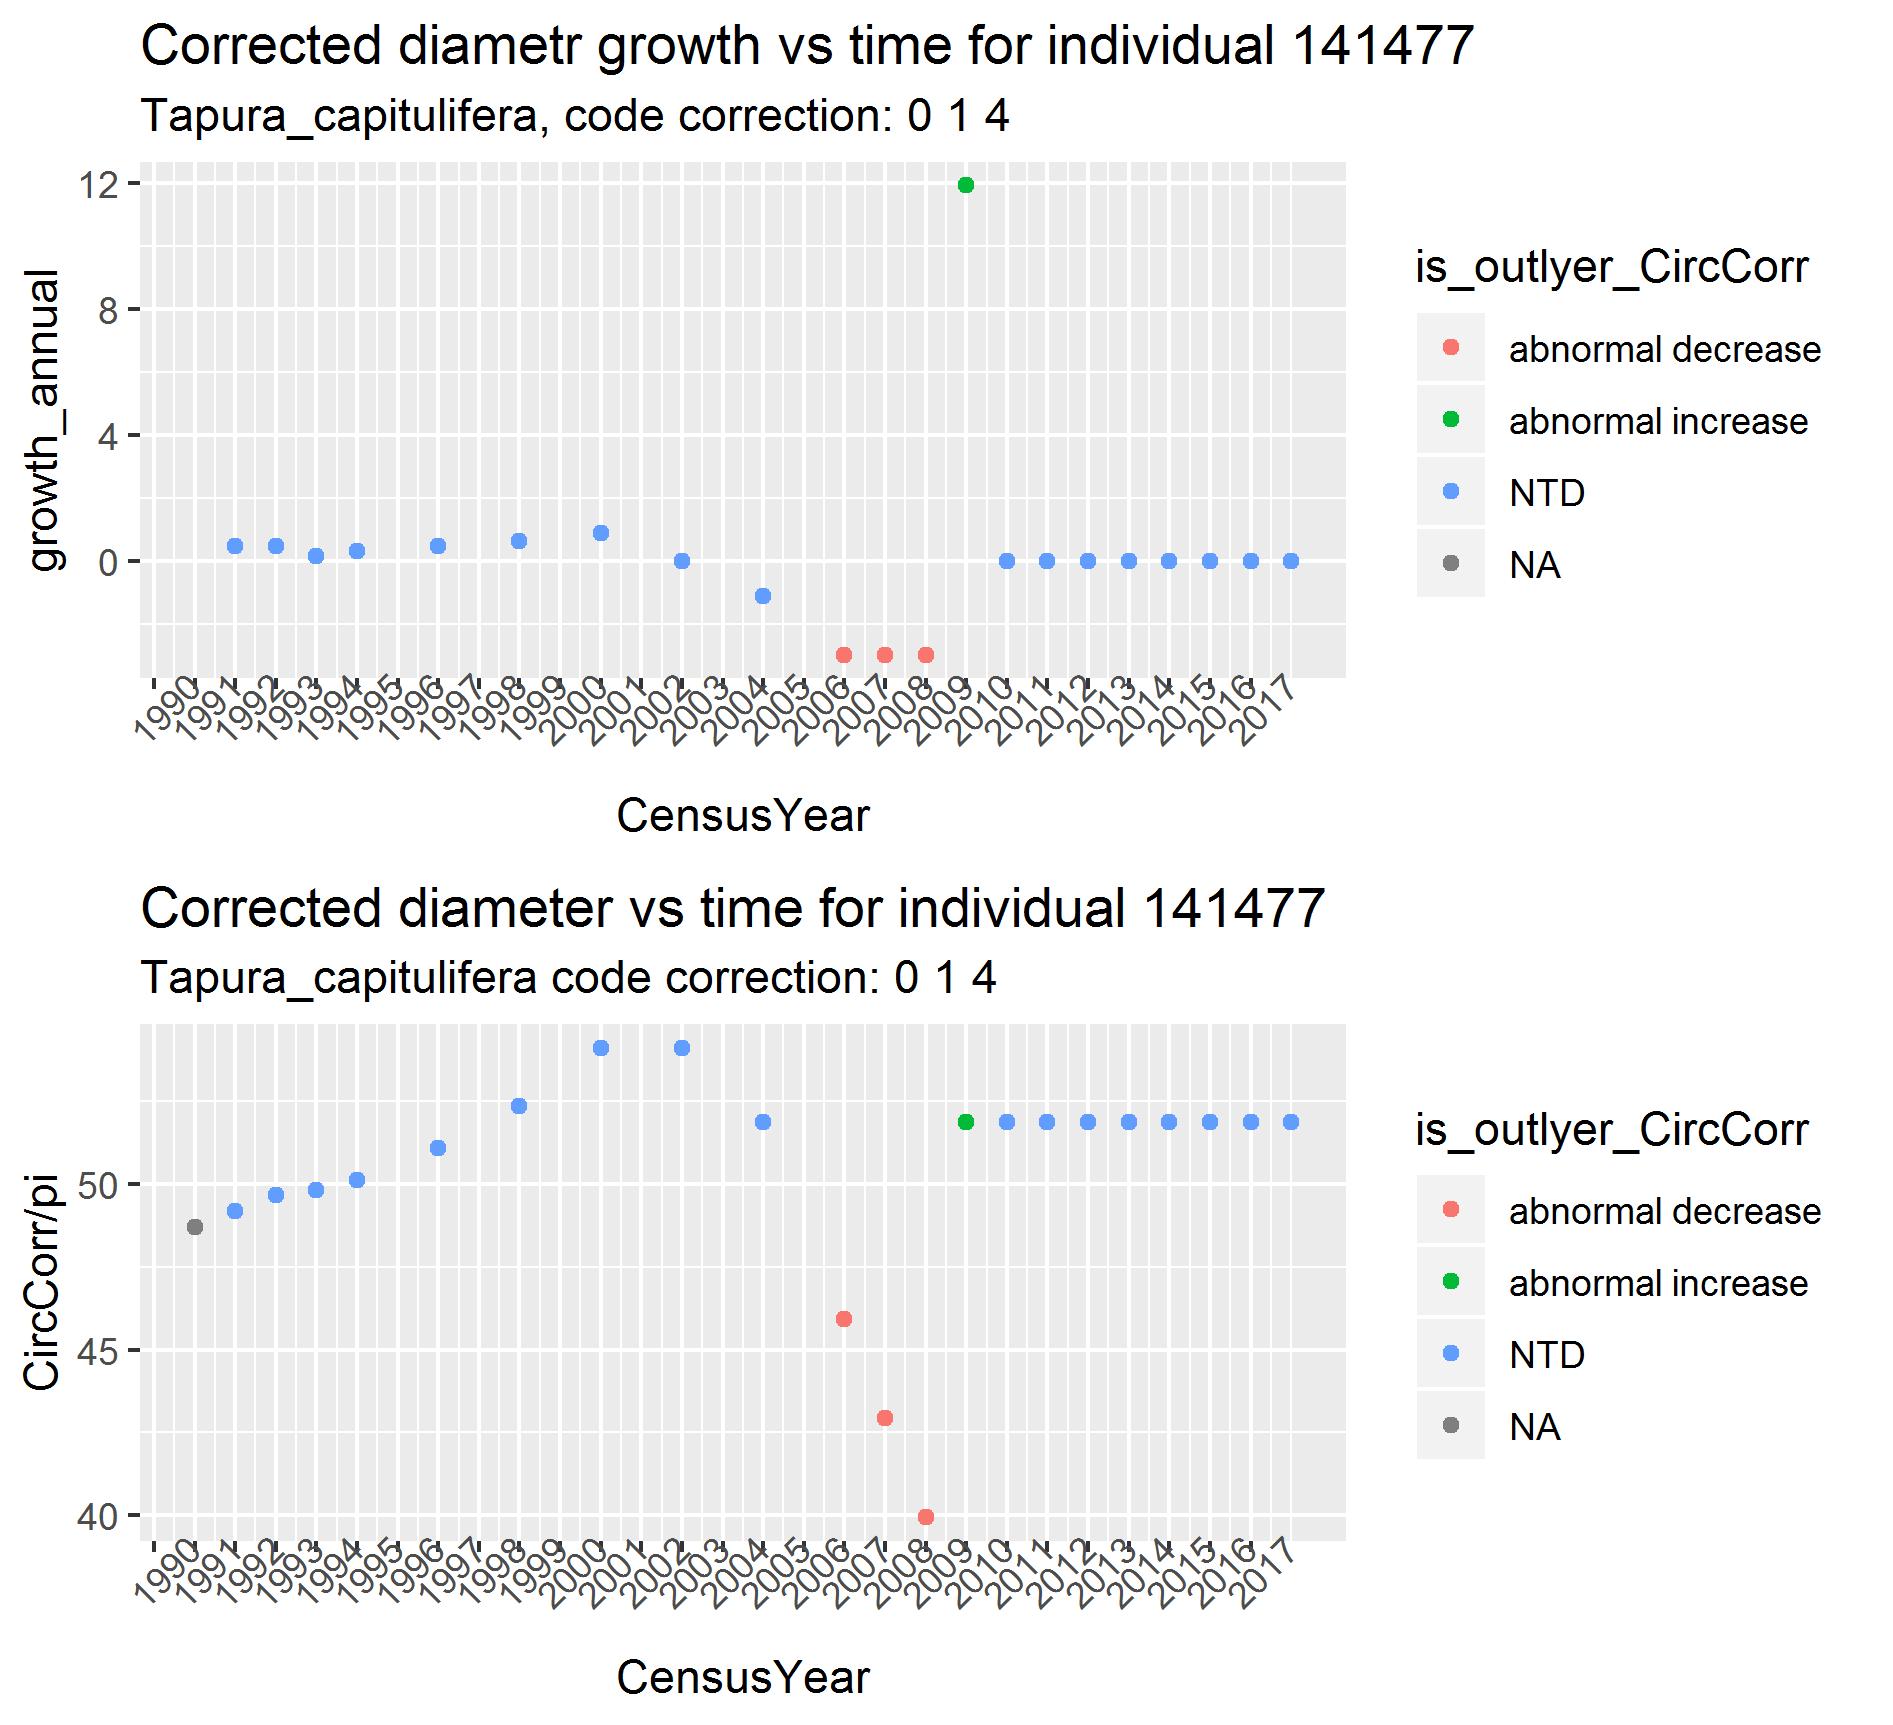 Corrected diametr growth vs time for individual 141477
Tapura_capitulifera, code correction: 0 1 4
growth_annual
12
8
4
0
1990 1991 1992 1993 1994 1995 1996 1997 1998 1999 2000 2001 2002 2003 2004 2005 2006 2007 2008 2009 2010 2011 2012 2013 2014 2015 2016 2017
CensusYear
is_outlyer_CircCorr
abnormal decrease
abnormal increase
NTD
NA
Corrected diameter vs time for individual 141477
Tapura_capitulifera code correction: 0 1 4
CircCorr/pi
50
45
40
1990 1991 1992 1993 1994 1995 1996 1997 1998 1999 2000 2001 2002 2003 2004 2005 2006 2007 2008 2009 2010 2011 2012 2013 2014 2015 2016 2017
CensusYear
is_outlyer_CircCorr
abnormal decrease
abnormal increase
NTD
NA